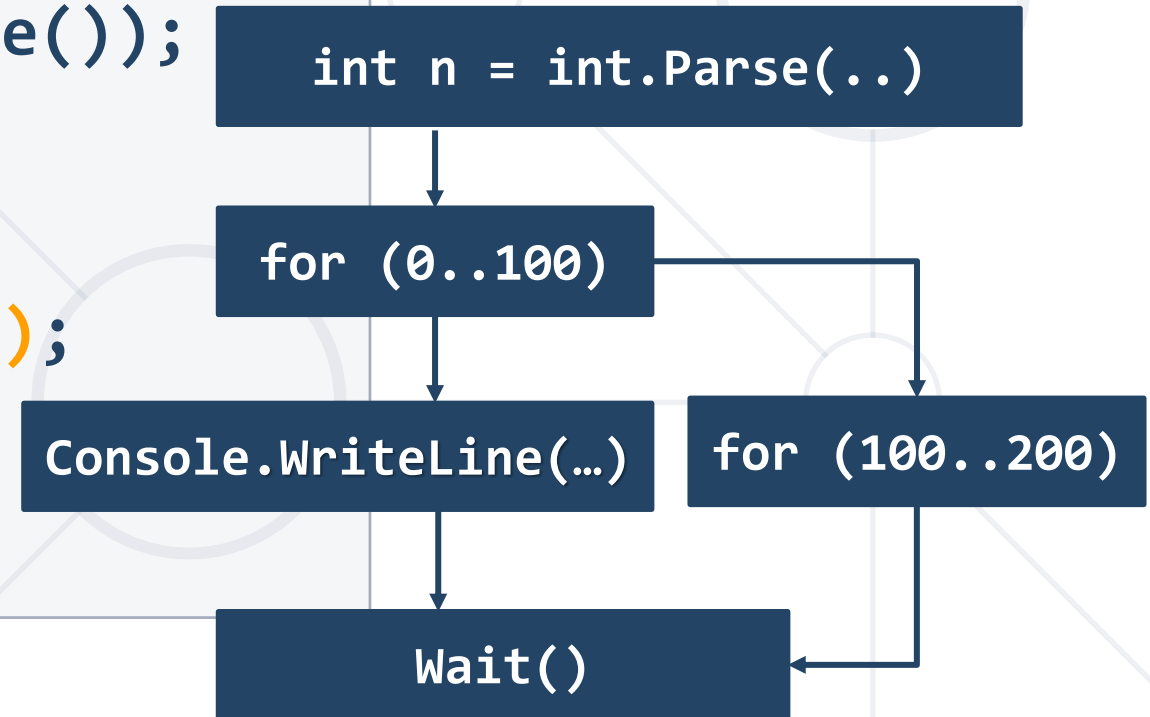 e());
int n = int.Parse(..)
for (0..100)
);
Console.WriteLine(…)
for (100..200)
Wait()